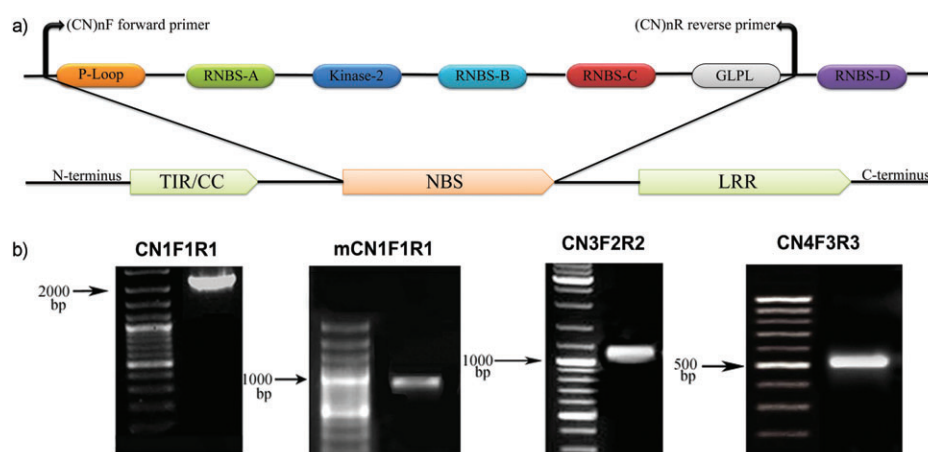 a)
(CN)nF forward primer
(CN)nR reverse primer
P-Loop
RNBS-A
Kinase-2
RNBS-B
RNBS-C
GLPL
RNBS-D
N-terminus
TIR/CC
NBS
LRR
C-terminus
b)
CN1F1R1
mCN1F1R1
CN3F2R2
CN4F3R3
2000
bp
1000
bp
1000
bp
500
bp